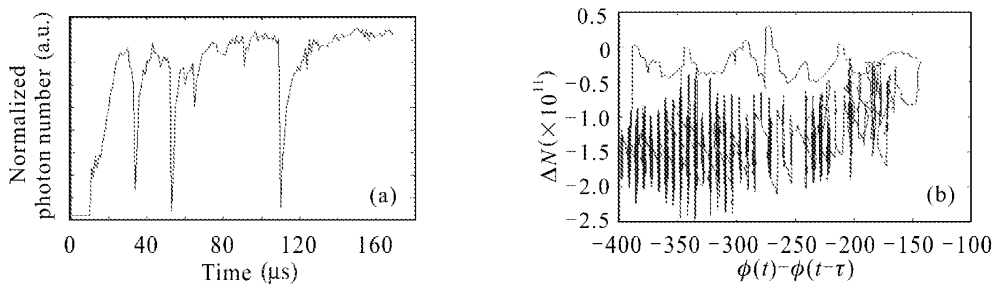 Normalized
photon number (a.u.)
(a)
0 40 80 120 160
Time (μs)
ΔN(×10¹¹)
0.5
0
−0.5
−1.0
−1.5
−2.0
−2.5
(b)
−400 −350 −300 −250 −200 −150 −100
ϕ(t)−ϕ(t−τ)